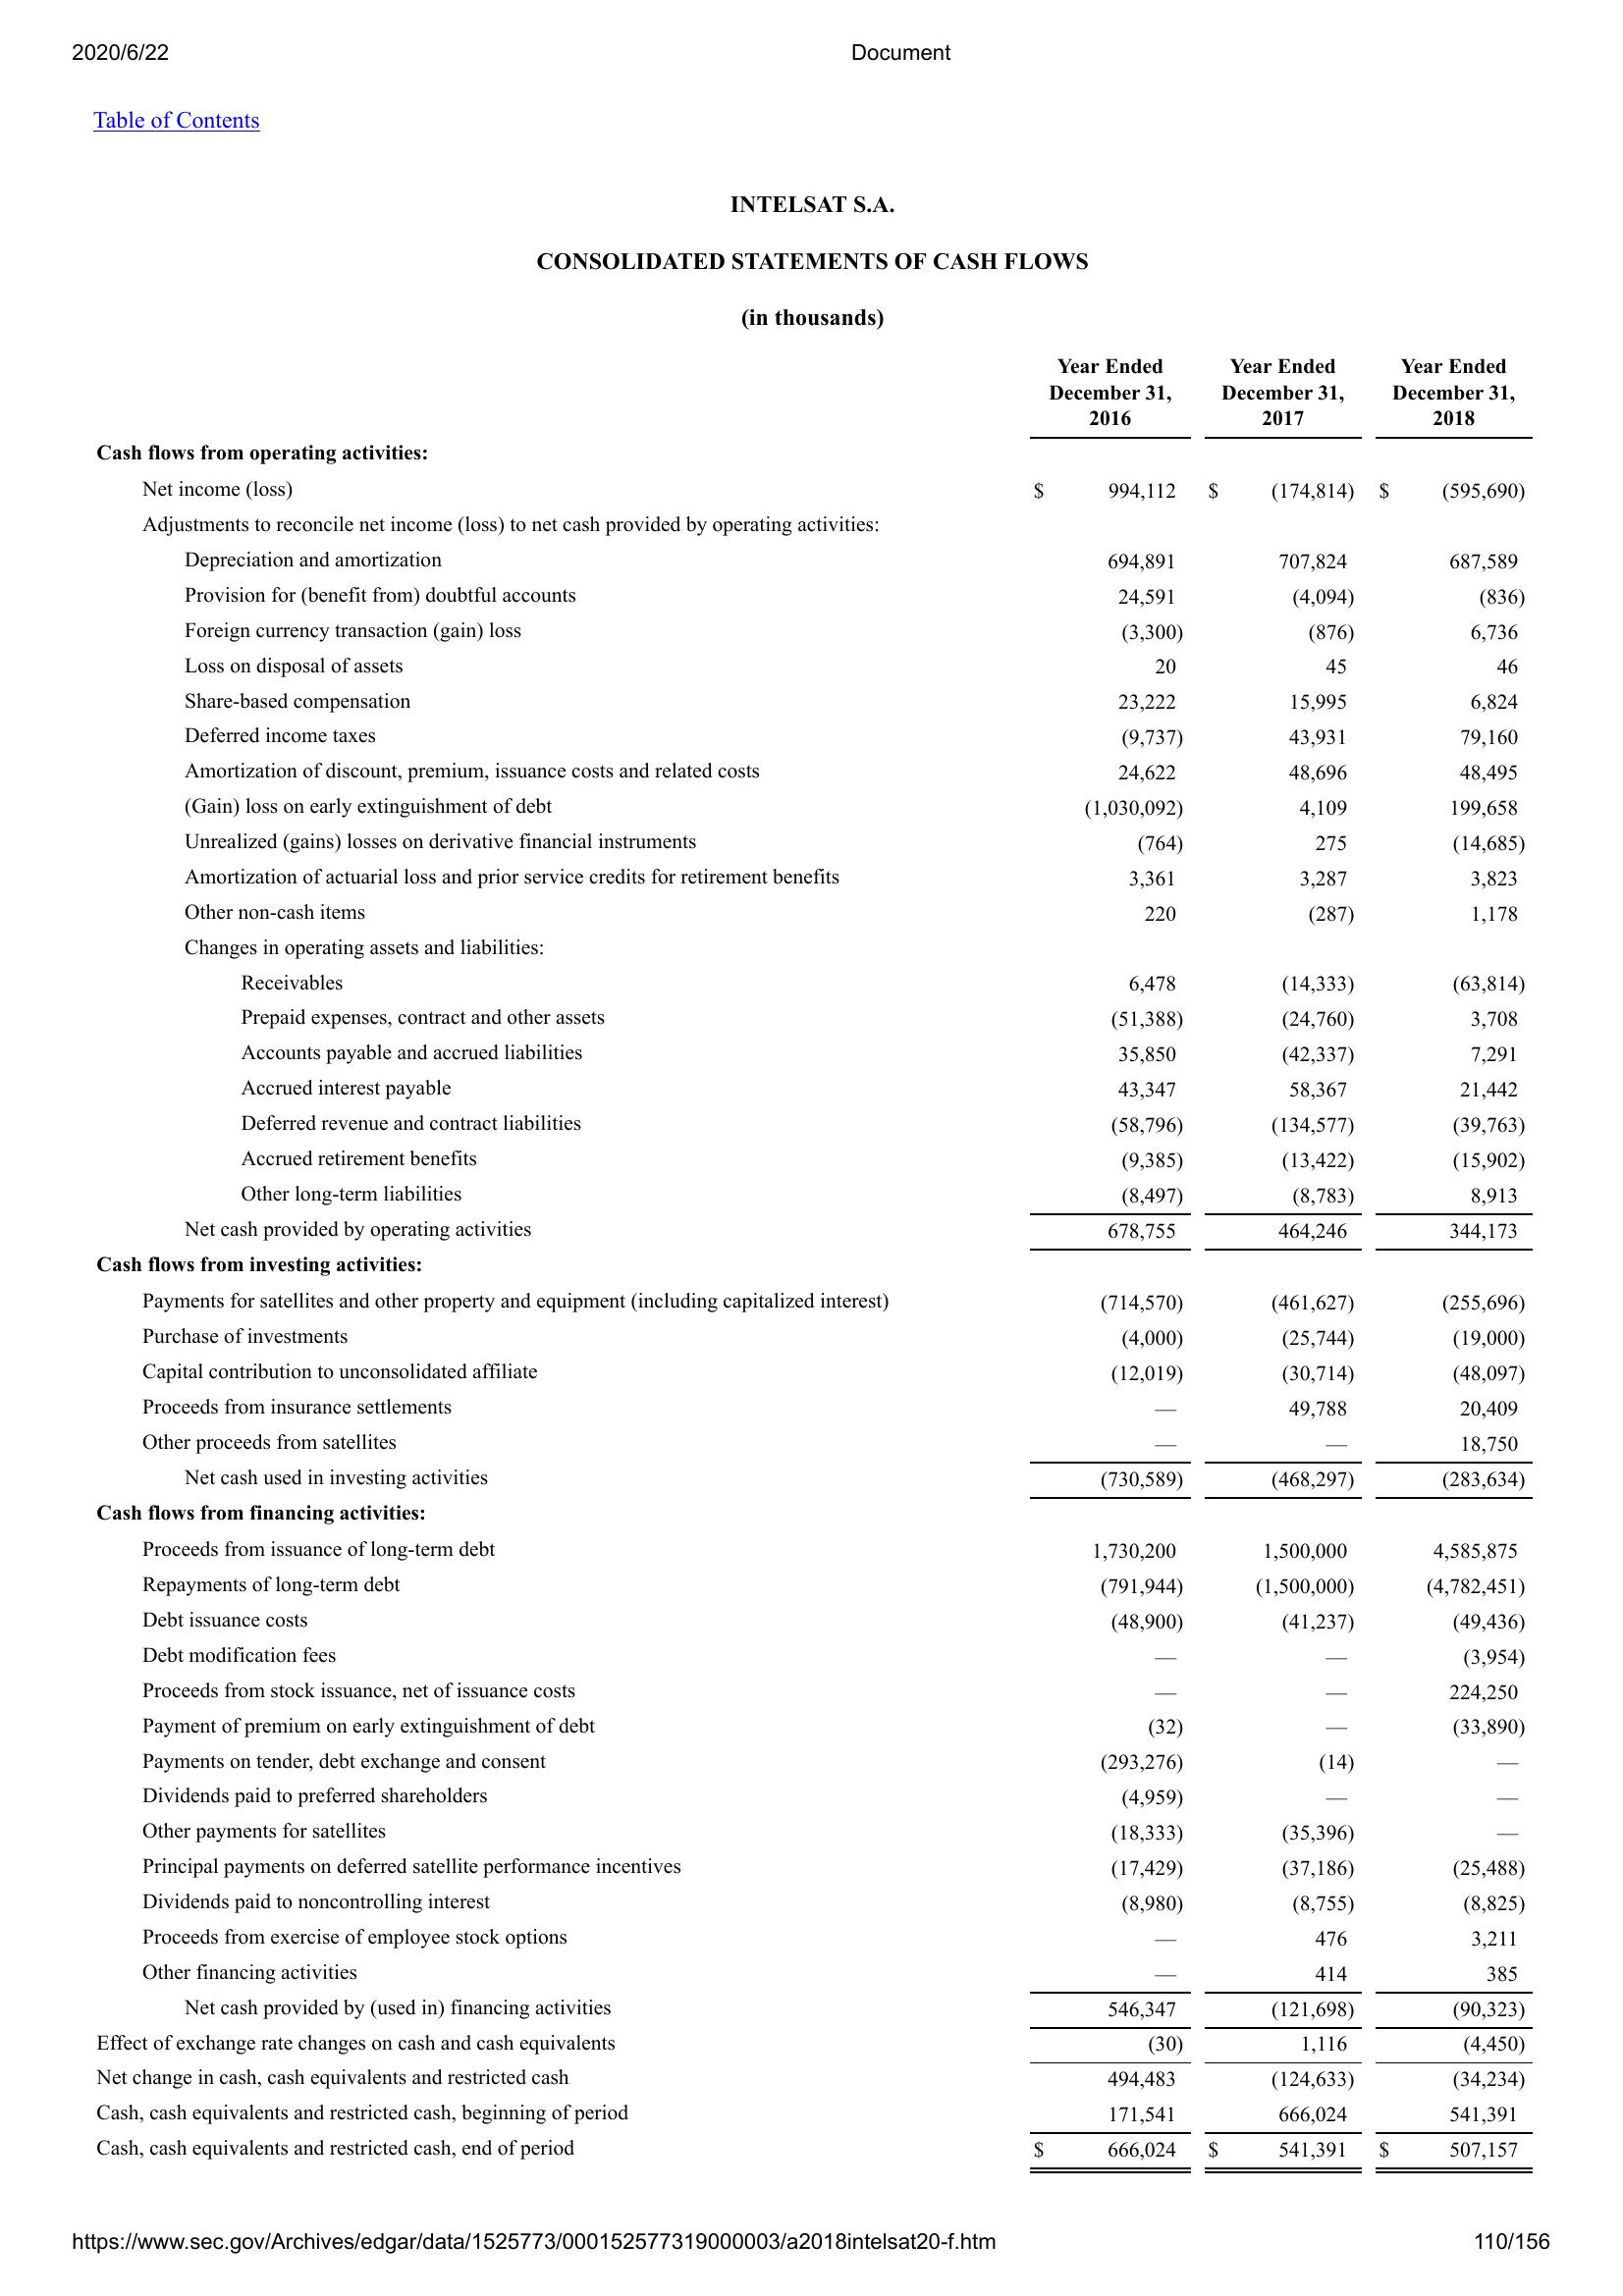 2020/6/22 Document
Table of Contents
INTELSAT S.A.
CONSOLIDATED STATEMENTS OF CASH FLOWS
(in thousands)
Year Ended December 31, 2016 Year Ended December 31, 2017 Year Ended December 31, 2018
Cash flows from operating activities:
Net income (loss) $ 994,112 $ (174,814) $ (595,690)
Adjustments to reconcile net income (loss) to net cash provided by operating activities:
Depreciation and amortization 694,891 707,824 687,589
Provision for (benefit from) doubtful accounts 24,591 (4,094) (836)
Foreign currency transaction (gain) loss (3,300) (876) 6,736
Loss on disposal of assets 20 45 46
Share-based compensation 23,222 15,995 6,824
Deferred income taxes (9,737) 43,931 79,160
Amortization of discount, premium, issuance costs and related costs 24,622 48,696 48,495
(Gain) loss on early extinguishment of debt (1,030,092) 4,109 199,658
Unrealized (gains) losses on derivative financial instruments (764) 275 (14,685)
Amortization of actuarial loss and prior service credits for retirement benefits 3,361 3,287 3,823
Other non-cash items 220 (287) 1,178
Changes in operating assets and liabilities:
Receivables 6,478 (14,333) (63,814)
Prepaid expenses, contract and other assets (51,388) (24,760) 3,708
Accounts payable and accrued liabilities 35,850 (42,337) 7,291
Accrued interest payable 43,347 58,367 21,442
Deferred revenue and contract liabilities (58,796) (134,577) (39,763)
Accrued retirement benefits (9,385) (13,422) (15,902)
Other long-term liabilities (8,497) (8,783) 8,913
Net cash provided by operating activities 678,755 464,246 344,173
Cash flows from investing activities:
Payments for satellites and other property and equipment (including capitalized interest) (714,570) (461,627) (255,696)
Purchase of investments (4,000) (25,744) (19,000)
Capital contribution to unconsolidated affiliate (12,019) (30,714) (48,097)
Proceeds from insurance settlements — 49,788 20,409
Other proceeds from satellites — — 18,750
Net cash used in investing activities (730,589) (468,297) (283,634)
Cash flows from financing activities:
Proceeds from issuance of long-term debt 1,730,200 1,500,000 4,585,875
Repayments of long-term debt (791,944) (1,500,000) (4,782,451)
Debt issuance costs (48,900) (41,237) (49,436)
Debt modification fees — — (3,954)
Proceeds from stock issuance, net of issuance costs — — 224,250
Payment of premium on early extinguishment of debt (32) — (33,890)
Payments on tender, debt exchange and consent (293,276) (14) —
Dividends paid to preferred shareholders (4,959) — —
Other payments for satellites (18,333) (35,396) —
Principal payments on deferred satellite performance incentives (17,429) (37,186) (25,488)
Dividends paid to noncontrolling interest (8,980) (8,755) (8,825)
Proceeds from exercise of employee stock options — 476 3,211
Other financing activities — 414 385
Net cash provided by (used in) financing activities 546,347 (121,698) (90,323)
Effect of exchange rate changes on cash and cash equivalents (30) 1,116 (4,450)
Net change in cash, cash equivalents and restricted cash 494,483 (124,633) (34,234)
Cash, cash equivalents and restricted cash, beginning of period 171,541 666,024 541,391
Cash, cash equivalents and restricted cash, end of period $ 666,024 $ 541,391 $ 507,157
https://www.sec.gov/Archives/edgar/data/1525773/000152577319000003/a2018intelsat20-f.htm 110/156